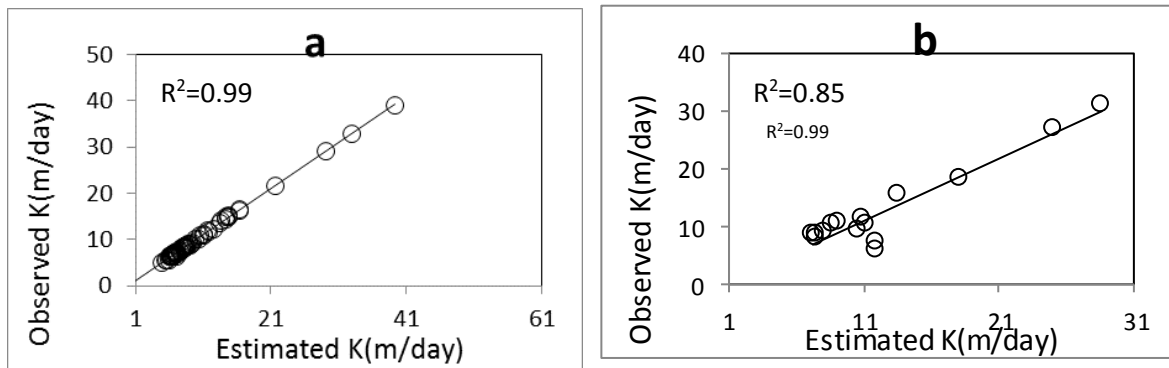 a
50
R²=0.99
40
30
20
10
0
1
21
41
61
Observed K(m/day)
Estimated K(m/day)
b
40
R²=0.85
R²=0.99
30
20
10
0
1
11
21
31
Observed K(m/day)
Estimated K(m/day)